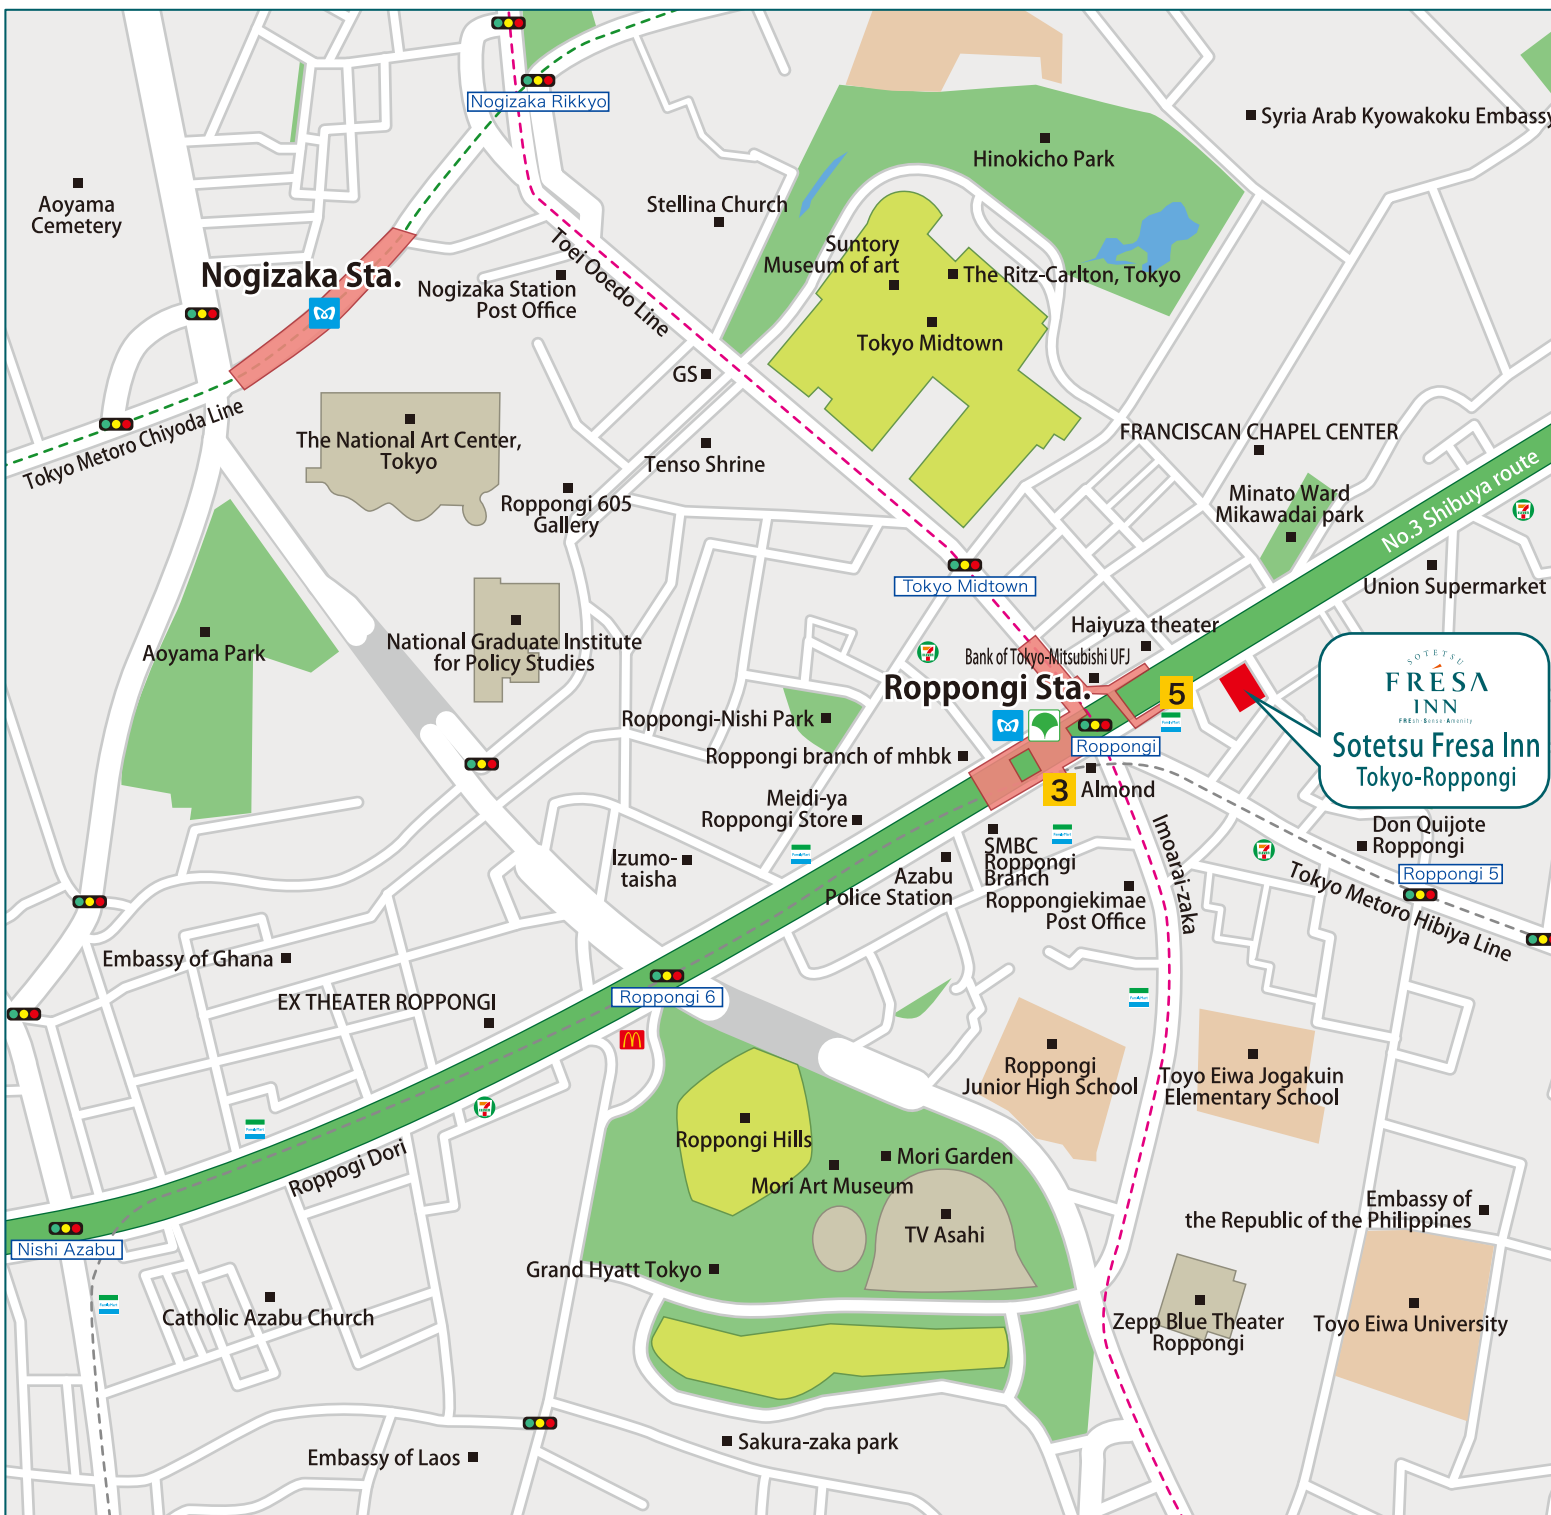 Nogizaka Rikkyo
Syria Arab Kyowakoku Embassy
Hinokicho Park
Aoyama
Cemetery
Stellina Church
Toei Ooedo Line
Suntory
Museum of art
The Ritz-Carlton, Tokyo
Nogizaka Sta.
Nogizaka Station
Post Office
Tokyo Midtown
GS
Tokyo Metoro Chiyoda Line
The National Art Center,
Tokyo
Tenso Shrine
FRANCISCAN CHAPEL CENTER
Roppongi 605
Gallery
Minato Ward
Mikawadai park
No.3 Shibuya route
Union Supermarket
Tokyo Midtown
Aoyama Park
National Graduate Institute
for Policy Studies
Haiyuza theater
Bank of Tokyo-Mitsubishi UFJ
Roppongi Sta.
5
SOTETSU
FRÉSA
INN
FREsh·Sense·Amenity
Sotetsu Fresa Inn
Tokyo-Roppongi
Roppongi-Nishi Park
Roppongi
Roppongi branch of mhbk
3
Almond
Meidi-ya
Roppongi Store
Imoarai-zaka
SMBC
Roppongi
Branch
Don Quijote
Roppongi
Izumo-
taisha
Azabu
Police Station
Roppongiekimae
Post Office
Roppongi 5
Tokyo Metoro Hibiya Line
Embassy of Ghana
EX THEATER ROPPONGI
Roppongi 6
Roppongi
Junior High School
Toyo Eiwa Jogakuin
Elementary School
Roppongi Hills
Roppogi Dori
Mori Garden
Mori Art Museum
TV Asahi
Embassy of
the Republic of the Philippines
Nishi Azabu
Grand Hyatt Tokyo
Catholic Azabu Church
Zepp Blue Theater
Roppongi
Toyo Eiwa University
Sakura-zaka park
Embassy of Laos